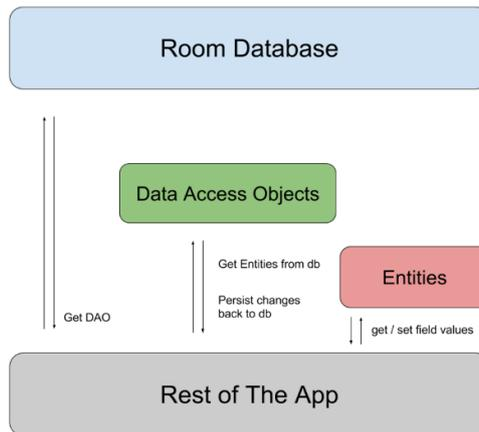 Room Database
Data Access Objects
Get Entities from db
Entities
Persist changes
back to db
Get DAO
get / set field values
Rest of The App